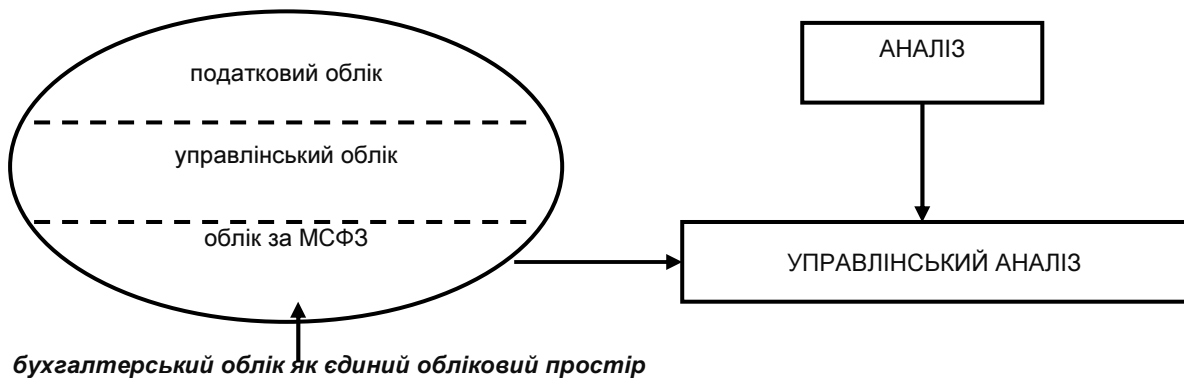 податковий облік
управлінський облік
облік за МСФЗ
АНАЛІЗ
УПРАВЛІНСЬКИЙ АНАЛІЗ
бухгалтерський облік як єдиний обліковий простір